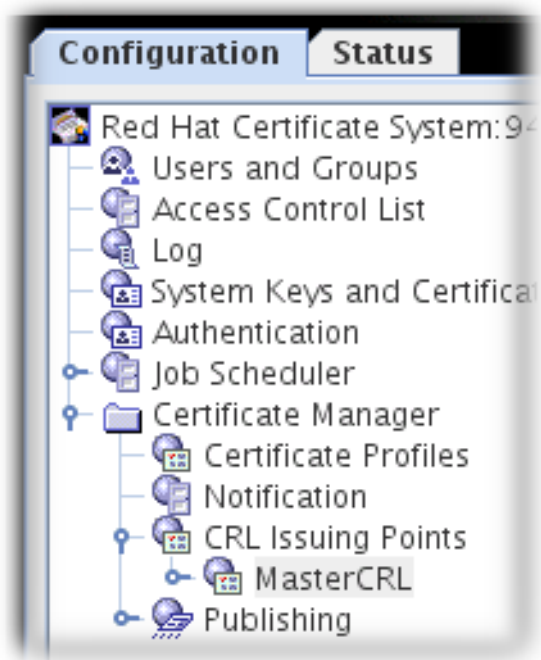 Configuration
Status
Red Hat Certificate System:94
Users and Groups
Access Control List
Log
System Keys and Certificat
Authentication
Job Scheduler
Certificate Manager
Certificate Profiles
Notification
CRL Issuing Points
MasterCRL
Publishing